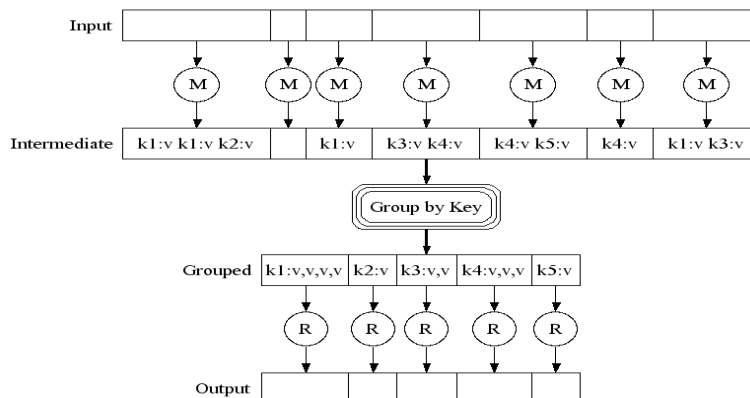 Input
M M M M M M M
Intermediate k1:v k1:v k2:v k1:v k3:v k4:v k4:v k5:v k4:v k1:v k3:v
Group by Key
Grouped k1:v,v,v,v k2:v k3:v,v k4:v,v,v k5:v
R R R R R
Output